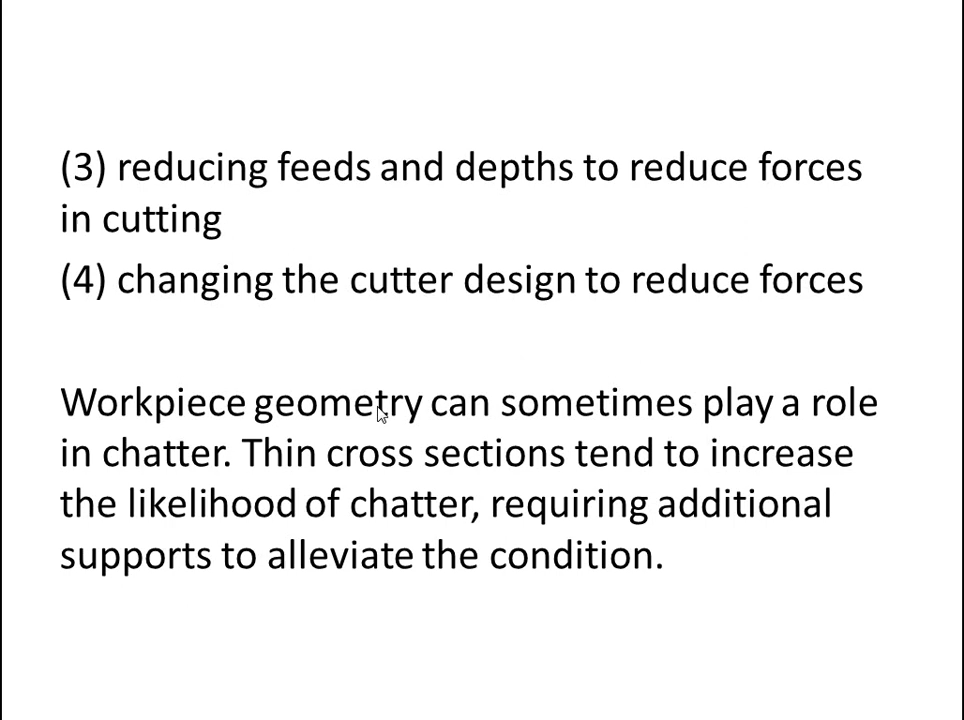 (3) reducing feeds and depths to reduce forces
in cutting
(4) changing the cutter design to reduce forces
Workpiece geometry can sometimes play a role
in chatter. Thin cross sections tend to increase
the likelihood of chatter, requiring additional
supports to alleviate the condition.